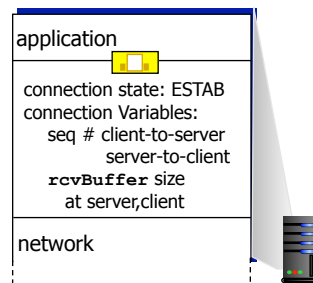 application
connection state: ESTAB
connection Variables:
seq # client-to-server
server-to-client
rcvBuffer size
at server,client
network